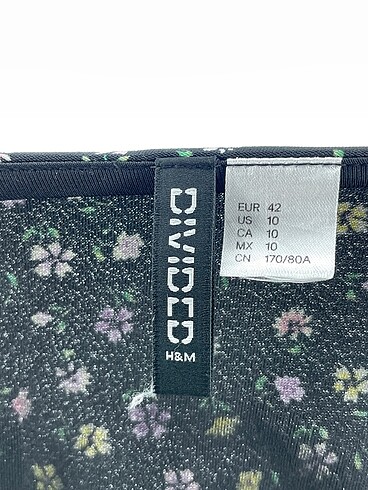 DIVIDED
H&M
EUR 42
US 10
CA 10
MX 10
CN 170/80A